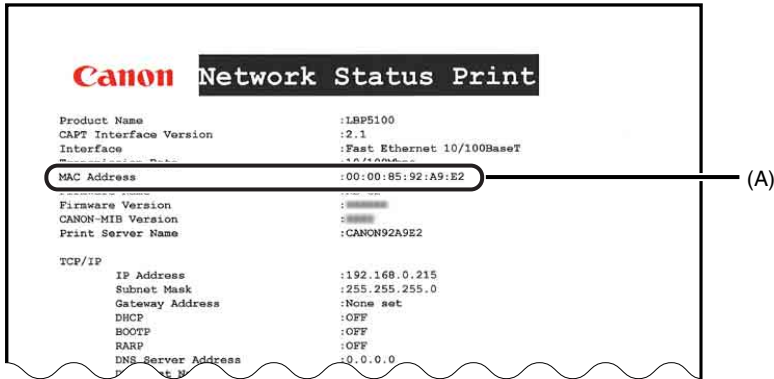 Canon Network Status Print
Product Name :LBP5100
CAPT Interface Version :2.1
Interface :Fast Ethernet 10/100BaseT
MAC Address :00:00:85:92:A9:E2
(A)
Firmware Version :
CANON-MIB Version :
Print Server Name :CANON92A9E2
TCP/IP
IP Address :192.168.0.215
Subnet Mask :255.255.255.0
Gateway Address :None set
DHCP :OFF
BOOTP :OFF
RARP :OFF
DNS Server Address :0.0.0.0